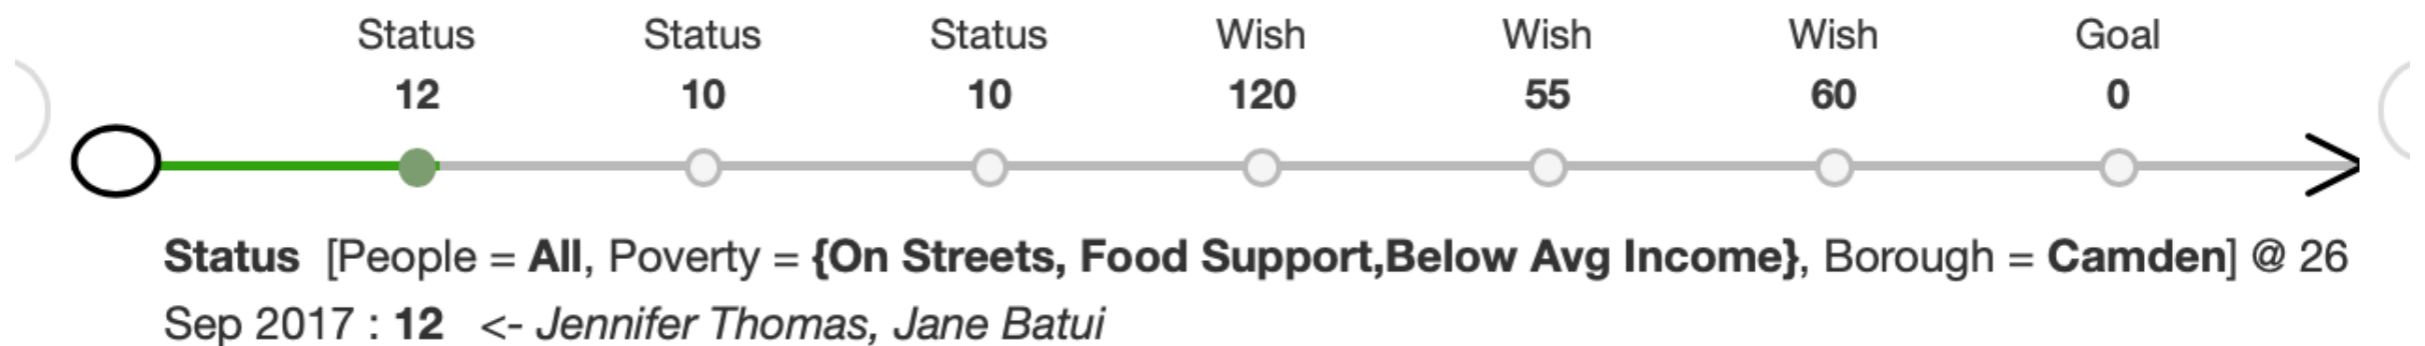 Status Status Status Wish Wish Wish Goal
12 10 10 120 55 60 0
Status [People = All, Poverty = {On Streets, Food Support,Below Avg Income}, Borough = Camden] @ 26
Sep 2017 : 12 <- Jennifer Thomas, Jane Batui